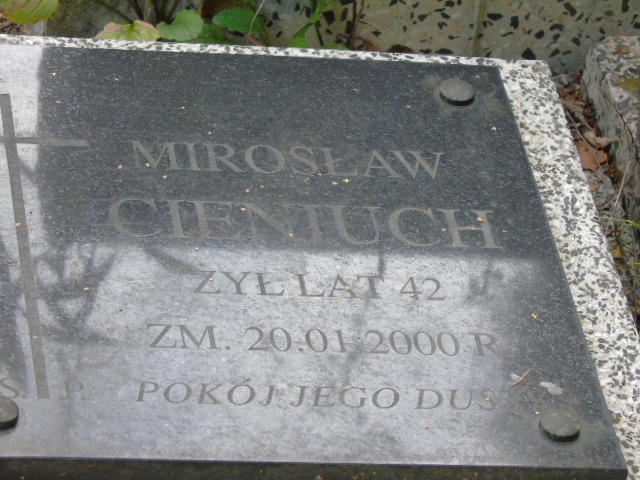 MIROSŁAW
CIENIUCH
ŻYŁ LAT 42
ZM. 20.01.2000 R
Ś. P. POKÓJ JEGO DUS